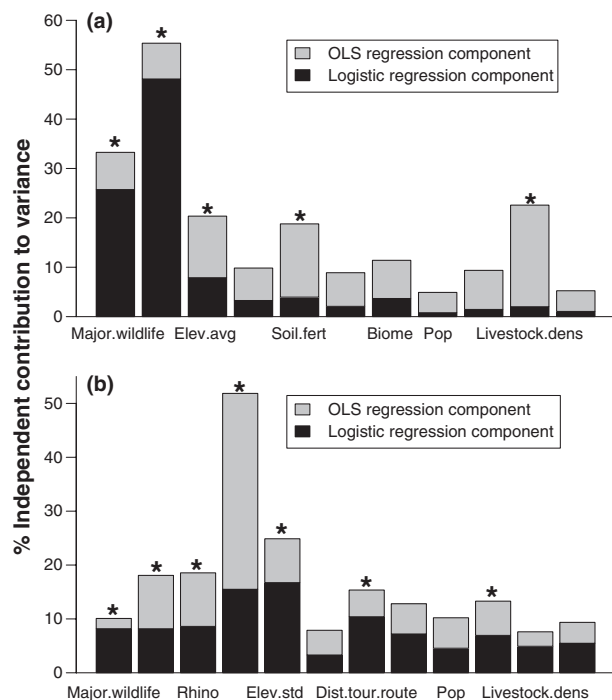 % Independent contribution to variance
(a)
60
50
40
30
20
10
0
OLS regression component
Logistic regression component
*
*
*
*
*
Major.wildlife Elev.avg Soil.fert Biome Pop Livestock.dens
(b)
50
40
30
20
10
0
OLS regression component
Logistic regression component
*
*
*
*
*
*
*
Major.wildlife Rhino Elev.std Dist.tour.route Pop Livestock.dens